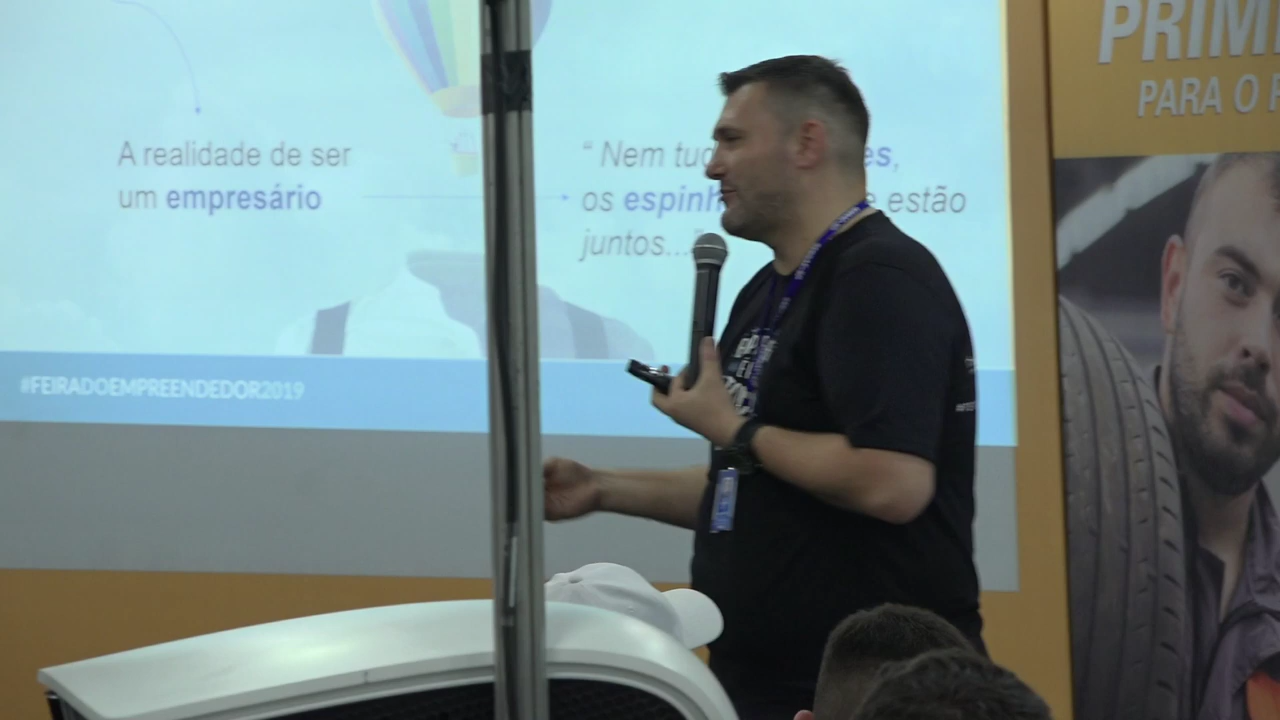 A realidade de ser
um empresário
“ Nem tud es,
os espinh e estão
juntos...”
#FEIRADOEMPREENDEDOR2019
PRIM
PARA O